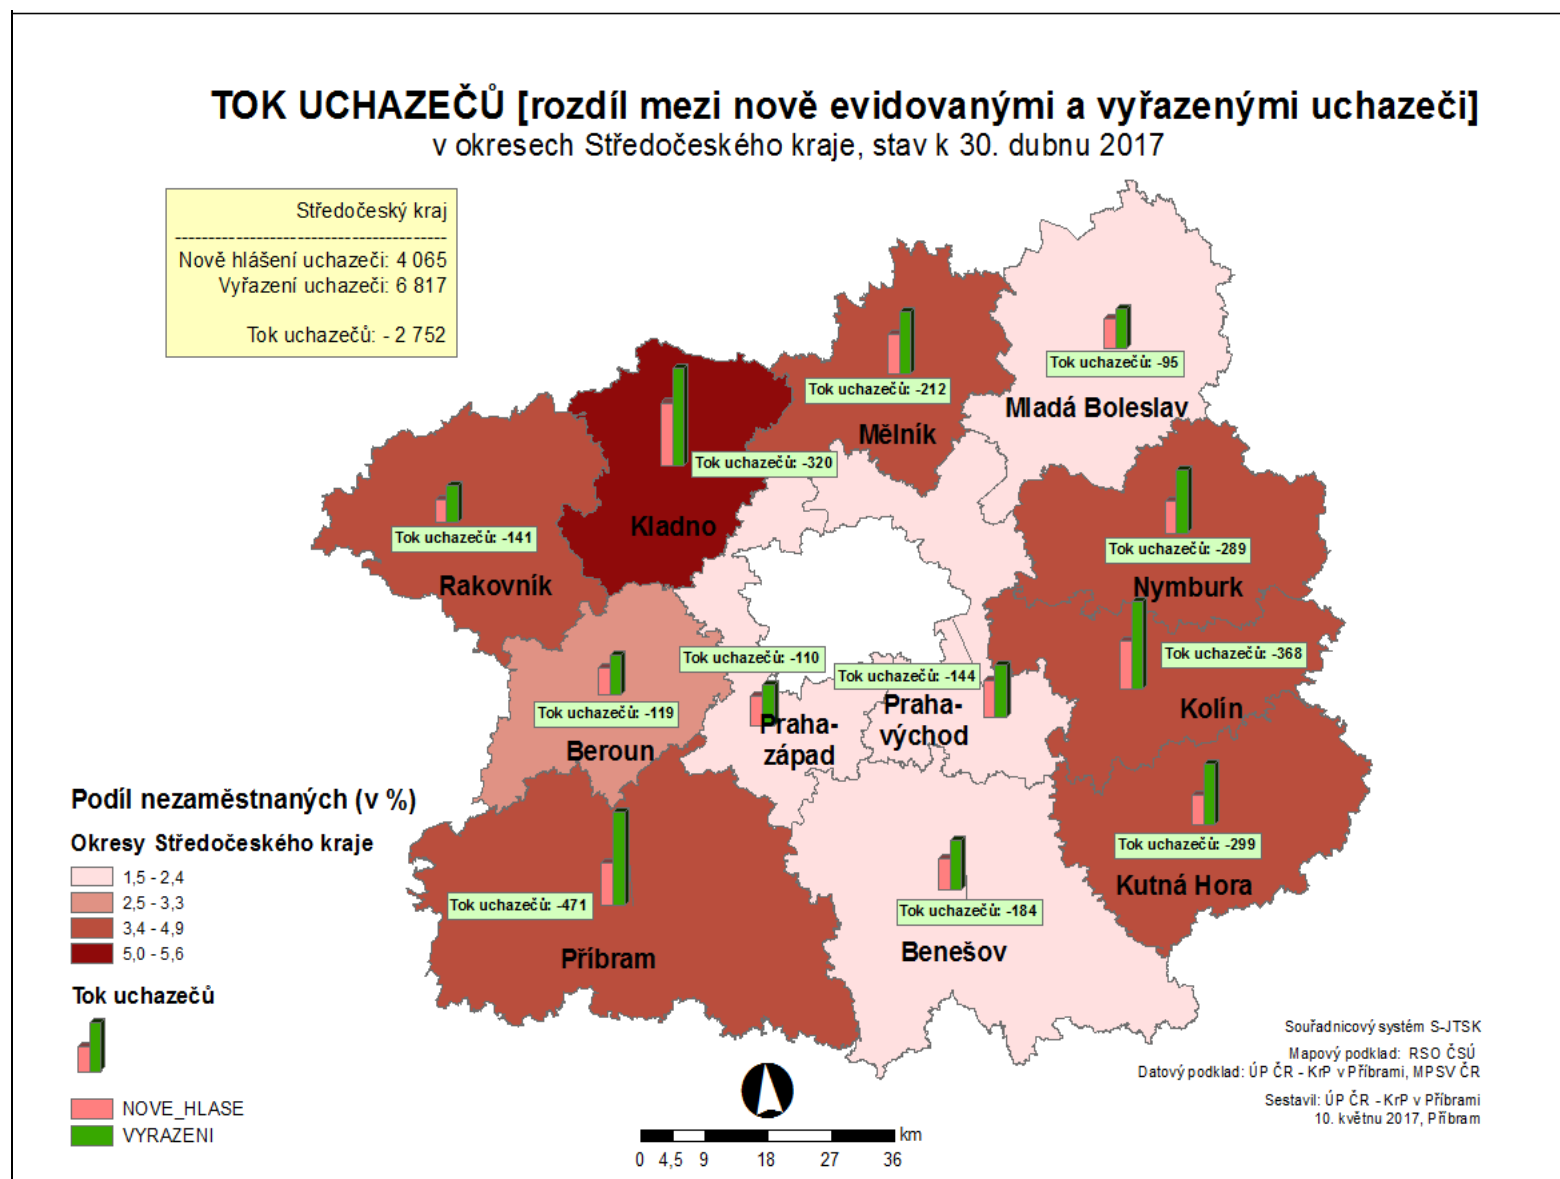 TOK UCHAZEČŮ [rozdíl mezi nově evidovanými a vyřazenými uchazeči]
v okresech Středočeského kraje, stav k 30. dubnu 2017
Středočeský kraj
---------------------------------------
Nově hlášení uchazeči: 4 065
Vyřazení uchazeči: 6 817
Tok uchazečů: - 2 752
Tok uchazečů: -95
Mladá Boleslav
Tok uchazečů: -212
Mělník
Tok uchazečů: -320
Kladno
Tok uchazečů: -141
Rakovník
Tok uchazečů: -289
Nymburk
Tok uchazečů: -368
Kolín
Tok uchazečů: -110
Praha-
západ
Tok uchazečů: -144
Praha-
východ
Tok uchazečů: -119
Beroun
Tok uchazečů: -299
Kutná Hora
Tok uchazečů: -471
Příbram
Tok uchazečů: -184
Benešov
Podíl nezaměstnaných (v %)
Okresy Středočeského kraje
1,5 - 2,4
2,5 - 3,3
3,4 - 4,9
5,0 - 5,6
Tok uchazečů
NOVE_HLASE
VYRAZENI
km
0 4,5 9 18 27 36
Souřadnicový systém S-JTSK
Mapový podklad: RSO ČSÚ
Datový podklad: ÚP ČR - KrP v Příbrami, MPSV ČR
Sestavil: ÚP ČR - KrP v Příbrami
10. květnu 2017, Příbram